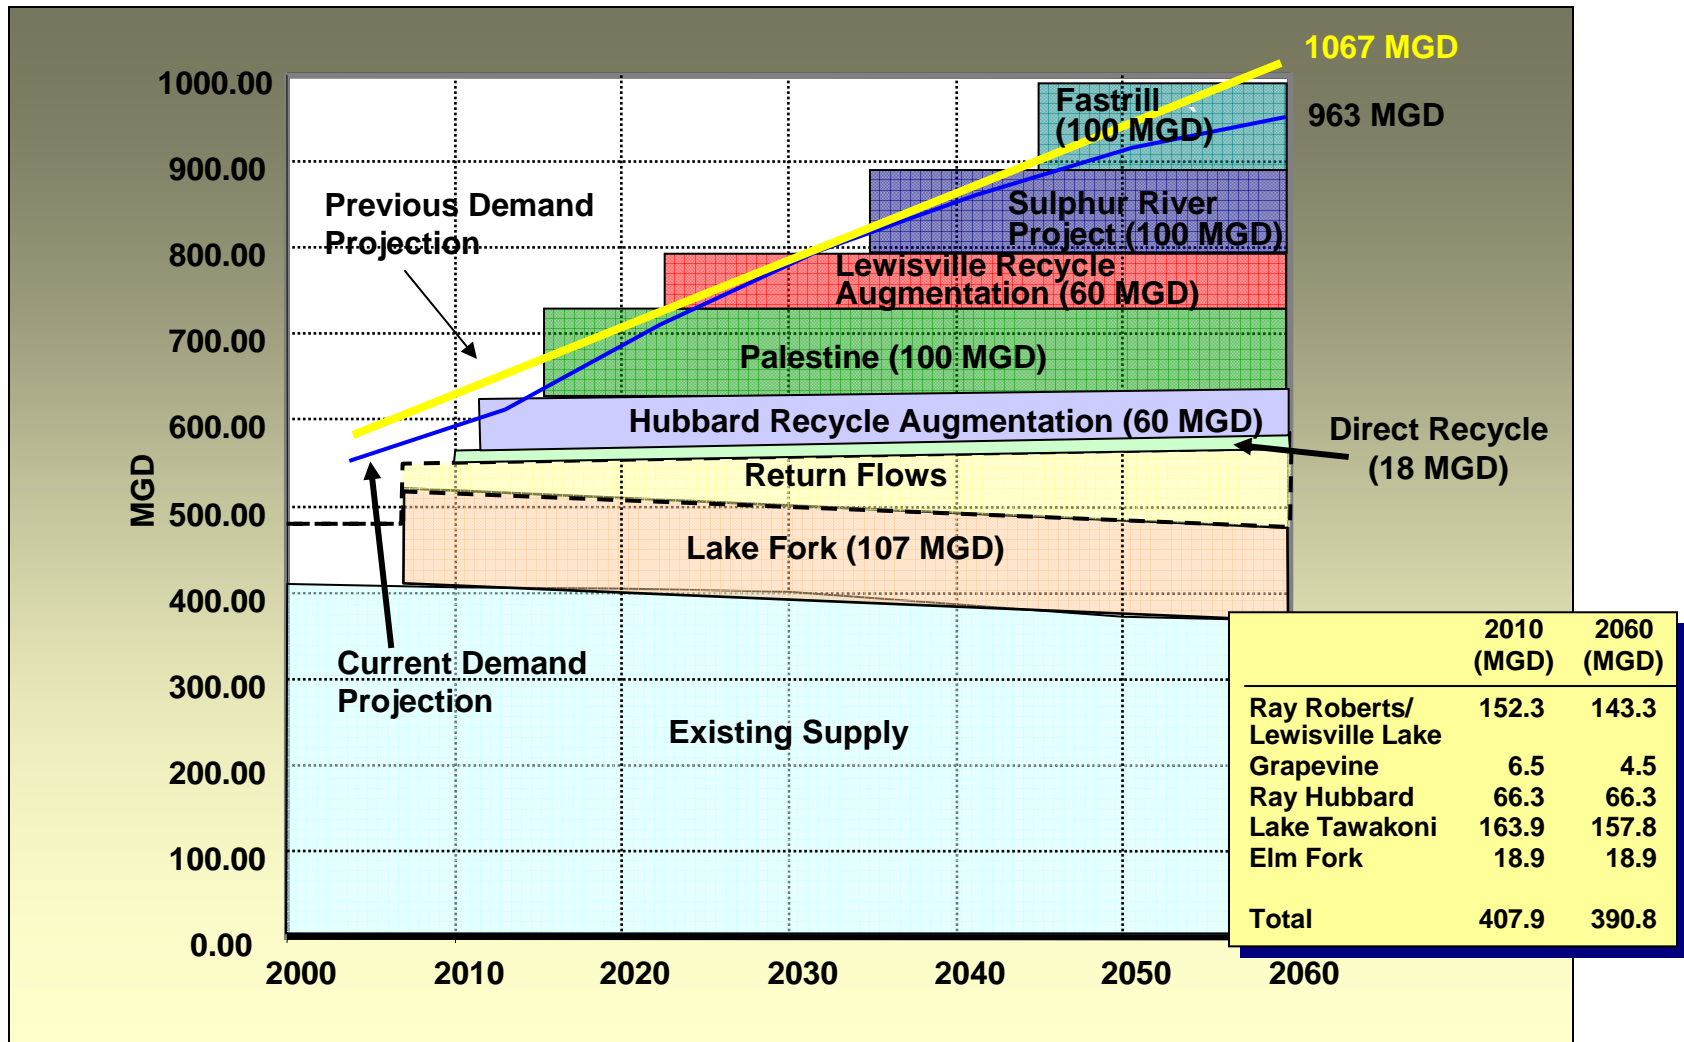 1067 MGD
963 MGD
1000.00
900.00
800.00
700.00
600.00
500.00
400.00
300.00
200.00
100.00
0.00
MGD
2000
2010
2020
2030
2040
2050
2060
Previous Demand
Projection
Current Demand
Projection
Fastrill
(100 MGD)
Sulphur River
Project (100 MGD)
Lewisville Recycle
Augmentation (60 MGD)
Palestine (100 MGD)
Hubbard Recycle Augmentation (60 MGD)
Direct Recycle
(18 MGD)
Return Flows
Lake Fork (107 MGD)
Existing Supply
2010 2060
(MGD) (MGD)
Ray Roberts/ 152.3 143.3
Lewisville Lake
Grapevine 6.5 4.5
Ray Hubbard 66.3 66.3
Lake Tawakoni 163.9 157.8
Elm Fork 18.9 18.9
Total 407.9 390.8